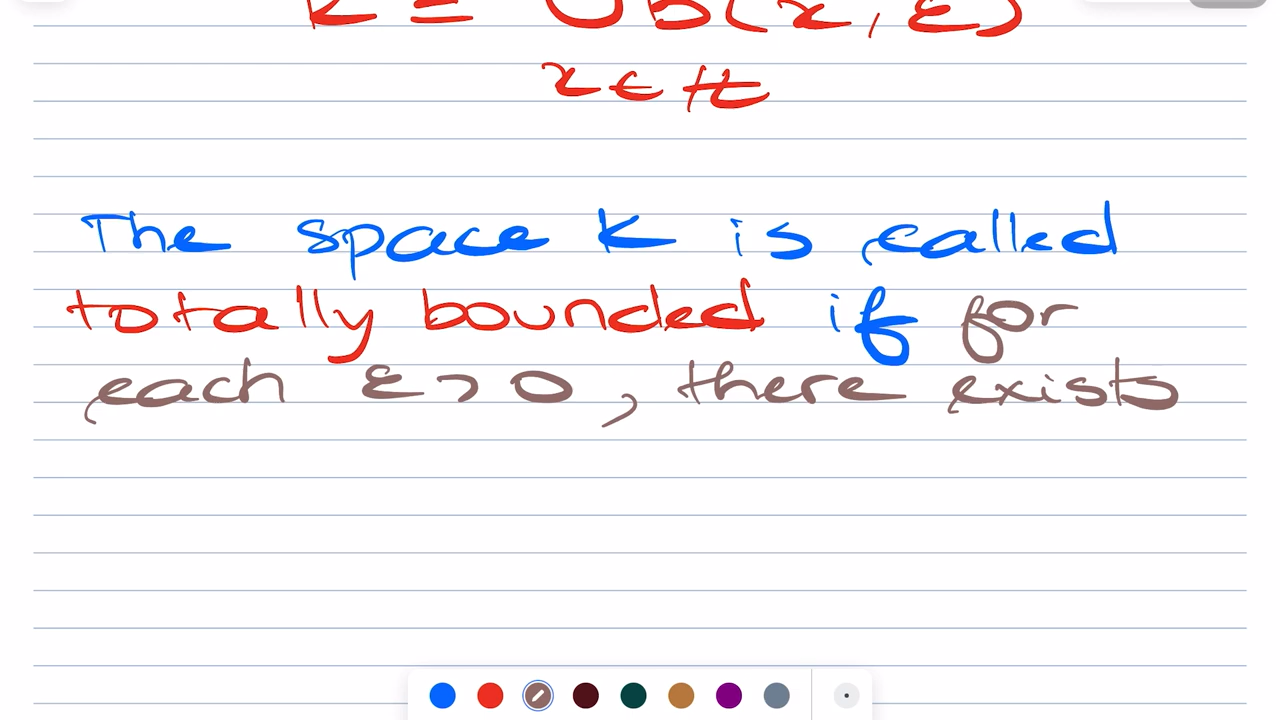 K = ∪ B(x, ε)
x ∈ H
The space K is called
totally bounded if for
each ε > 0, there exists